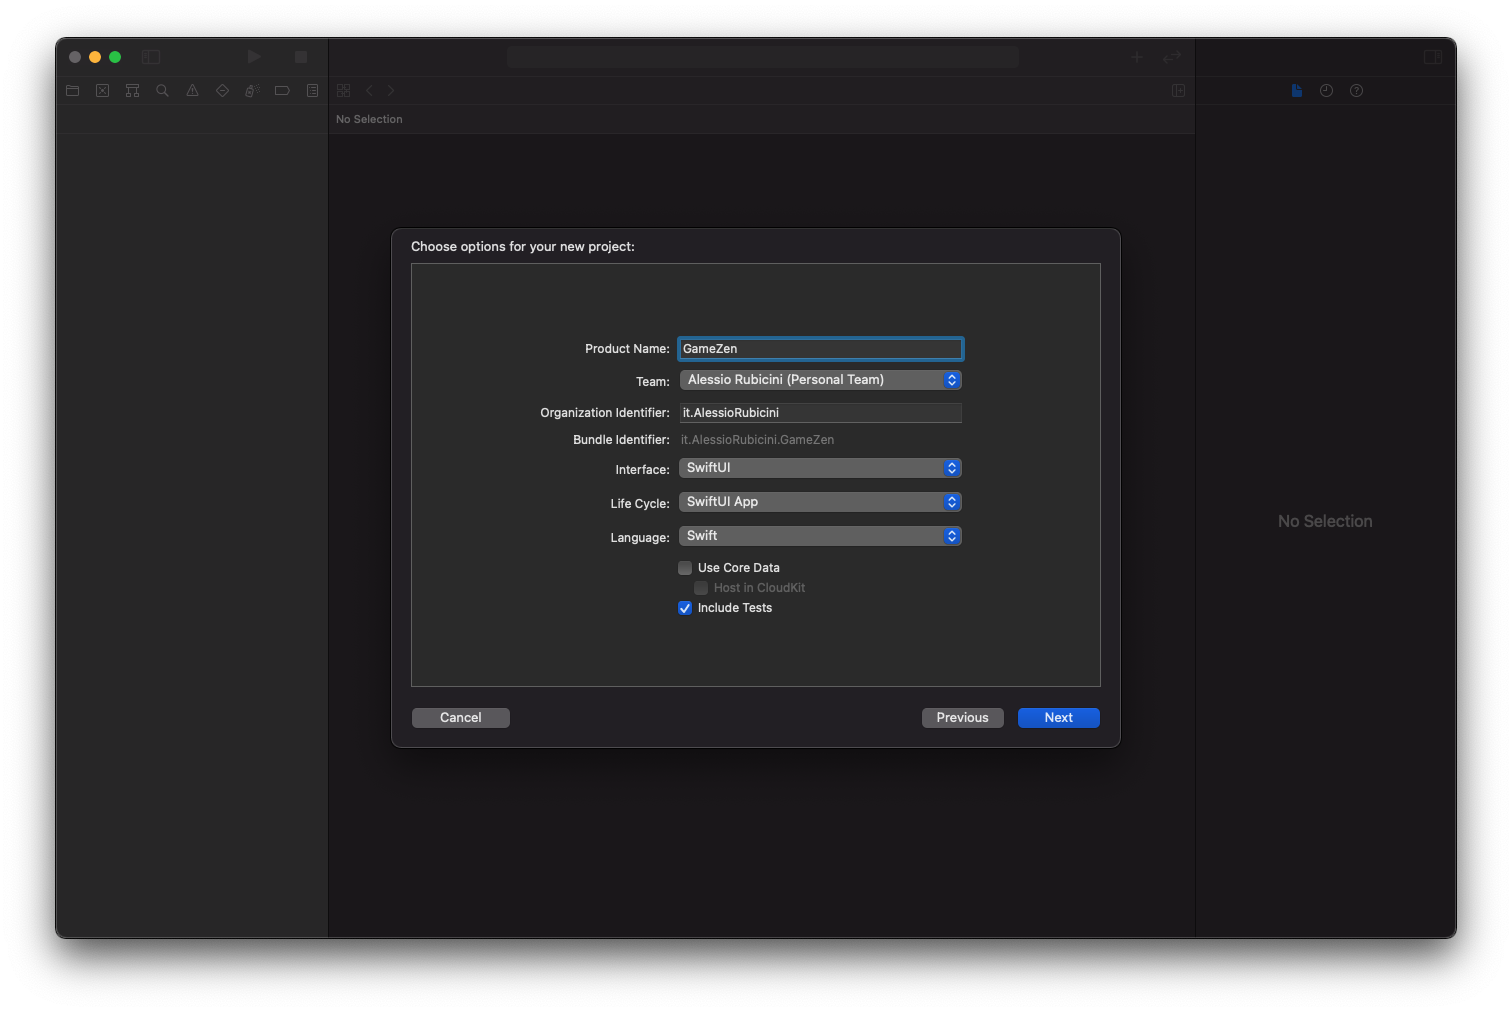 No Selection
Choose options for your new project:
Product Name: GameZen
Team: Alessio Rubicini (Personal Team)
Organization Identifier: it.AlessioRubicini
Bundle Identifier: it.AlessioRubicini.GameZen
Interface: SwiftUI
Life Cycle: SwiftUI App
Language: Swift
Use Core Data
Host in CloudKit
Include Tests
No Selection
Cancel Previous Next